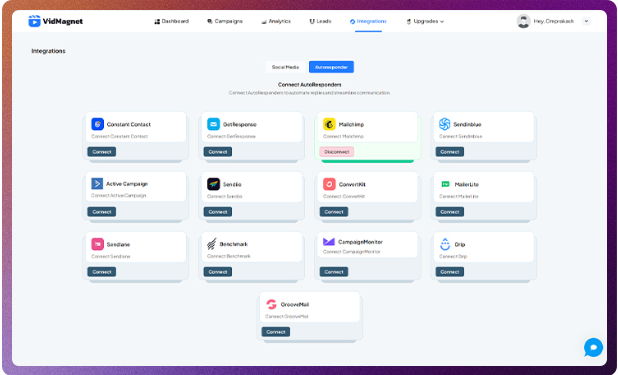 VidMagnet
Dashboard
Campaigns
Analytics
Leads
Integrations
Upgrades
Hey, Omprakash
Integrations
Social Media
Autoresponder
Connect AutoResponders
Connect AutoResponders to automate replies and streamline communication.
Constant Contact
Connect Constant Contact
Connect
GetResponse
Connect GetResponse
Connect
Mailchimp
Connect Mailchimp
Disconnect
Sendinblue
Connect Sendinblue
Connect
Active Campaign
Connect Active Campaign
Connect
Sendiio
Connect Sendiio
Connect
ConvertKit
Connect ConvertKit
Connect
MailerLite
Connect MailerLite
Connect
Sendlane
Connect Sendlane
Connect
Benchmark
Connect Benchmark
Connect
CampaignMonitor
Connect CampaignMonitor
Connect
Drip
Connect Drip
Connect
GrooveMail
Connect GrooveMail
Connect